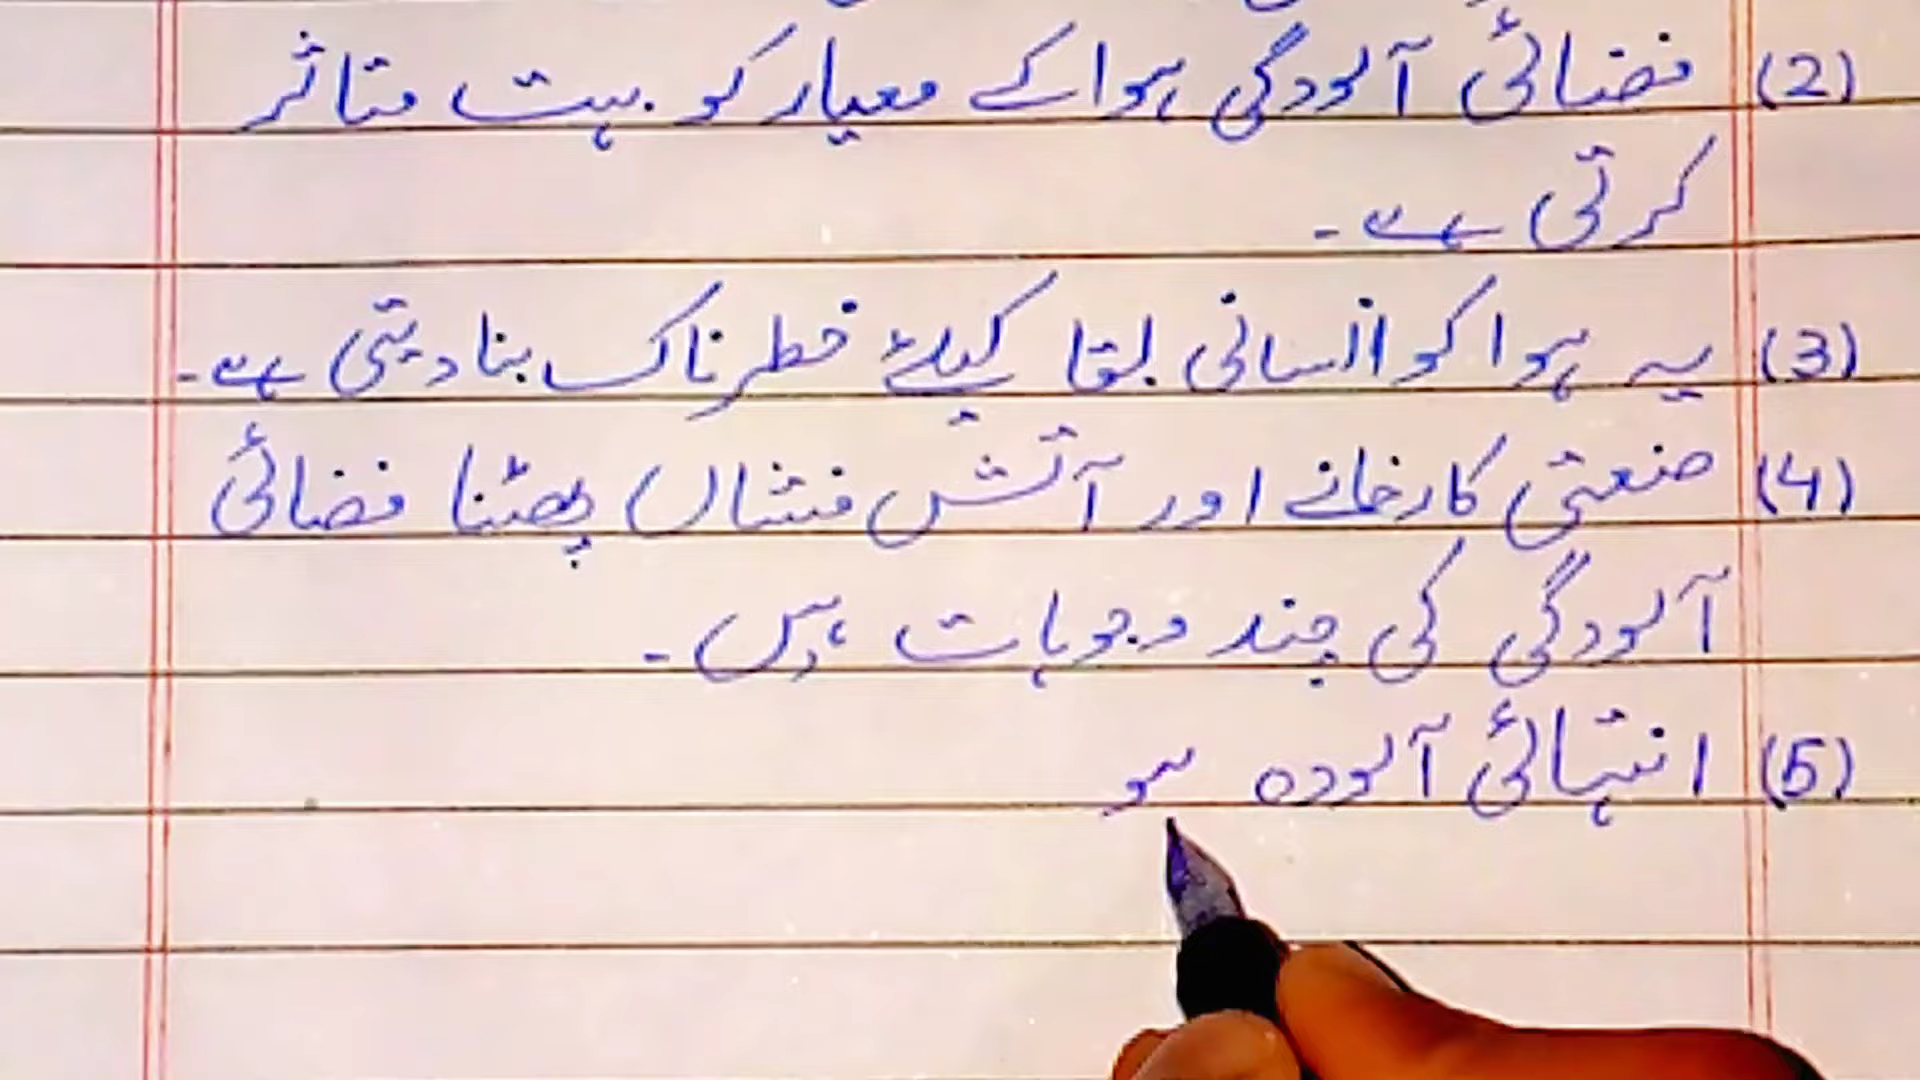 (2) فضائی آلودگی ہوا کے معیار کو بہت متاثر
کرتی ہے۔
(3) یہ ہوا کو انسانی بقا کیلئے خطرناک بنا دیتی ہے۔
(4) صنعتی کارخانے اور آتش فشاں پھٹنا فضائی
آلودگی کی چند وجوہات ہیں۔
(5) انتہائی آلودہ ہو